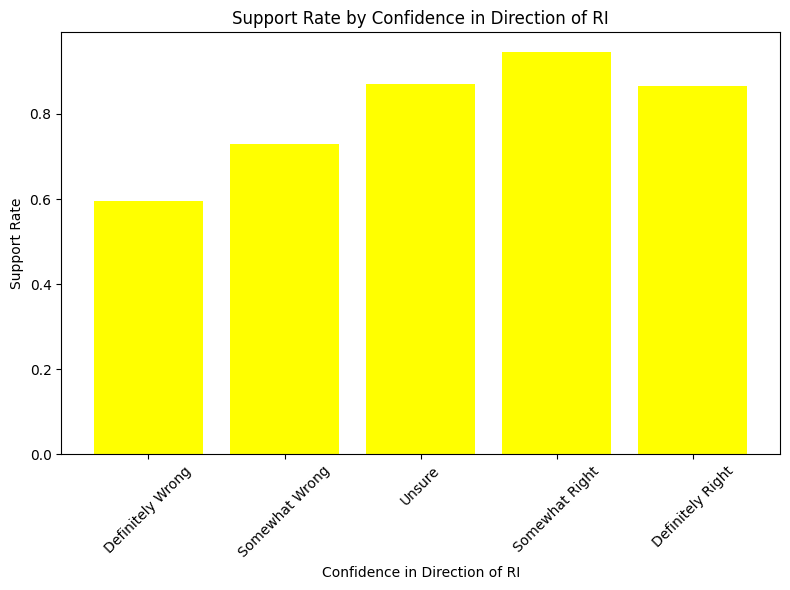 Support Rate by Confidence in Direction of RI
Support Rate
0.8
0.6
0.4
0.2
0.0
Definitely Wrong
Somewhat Wrong
Unsure
Somewhat Right
Definitely Right
Confidence in Direction of RI